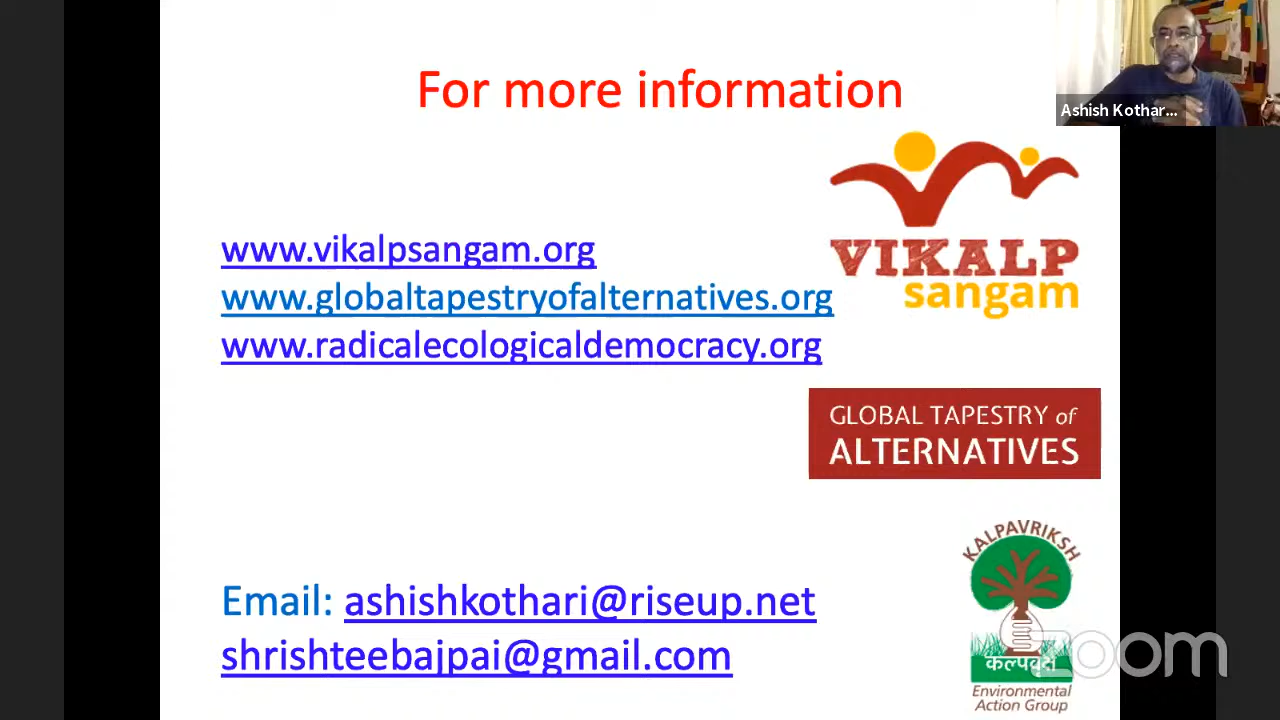 For more information
Ashish Kothar...
VIKALP
sangam
www.vikalpsangam.org
www.globaltapestryofalternatives.org
www.radicalecologicaldemocracy.org
GLOBAL TAPESTRY of
ALTERNATIVES
KALPAVRIKSH
Email: ashishkothari@riseup.net
shrishteebajpai@gmail.com
zoom
कल्पवृक्ष
Environmental
Action Group